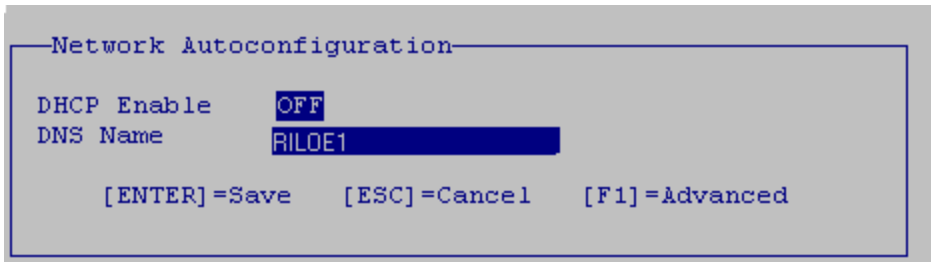 Network Autoconfiguration
DHCP Enable OFF
DNS Name RILOE1
[ENTER]=Save [ESC]=Cancel [F1]=Advanced